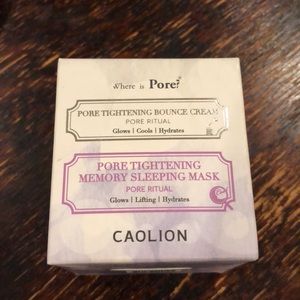 Where is Pore?
PORE TIGHTENING BOUNCE CREAM
PORE RITUAL
Glows | Cools | Hydrates
PORE TIGHTENING
MEMORY SLEEPING MASK
PORE RITUAL
Glows | Lifting | Hydrates
CAOLION